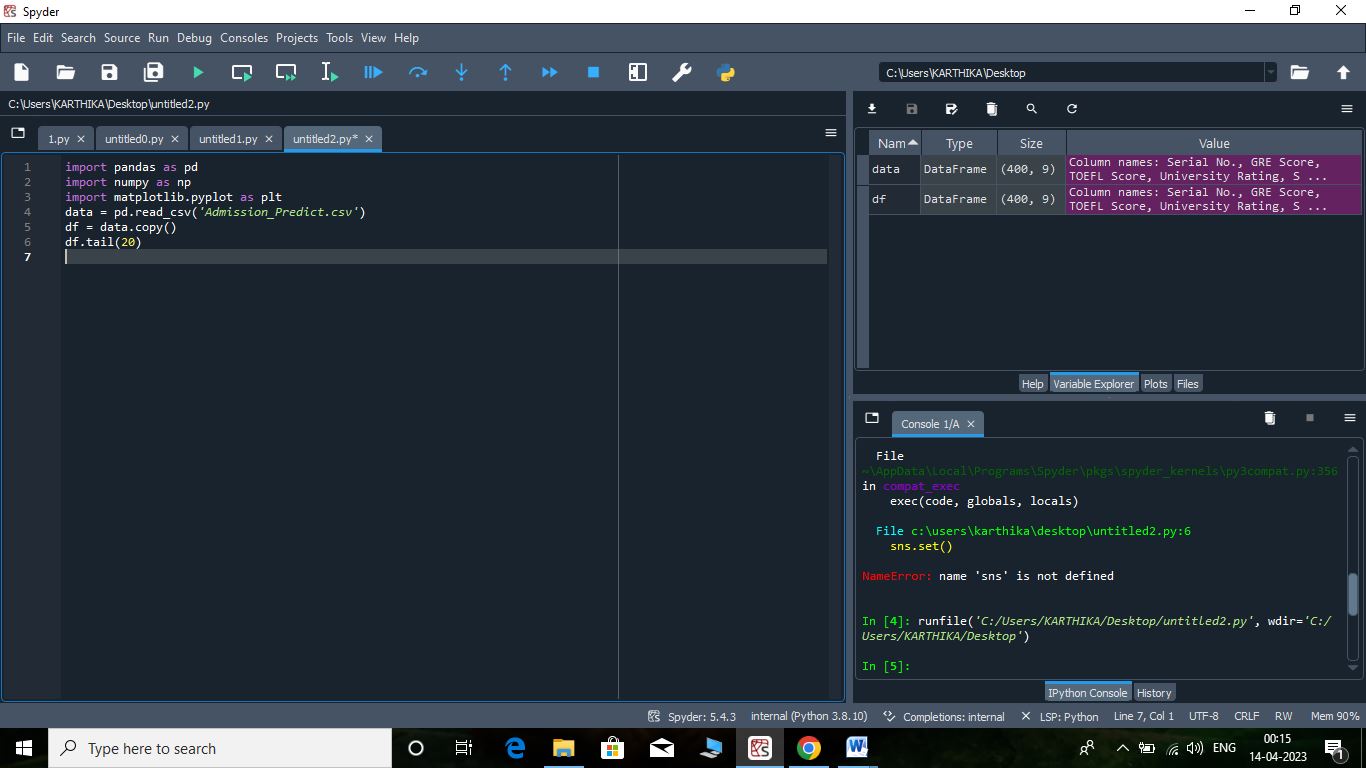 Spyder
File Edit Search Source Run Debug Consoles Projects Tools View Help
C:\Users\KARTHIKA\Desktop
C:\Users\KARTHIKA\Desktop\untitled2.py
1.py untitled0.py untitled1.py untitled2.py*
1 import pandas as pd
2 import numpy as np
3 import matplotlib.pyplot as plt
4 data = pd.read_csv('Admission_Predict.csv')
5 df = data.copy()
6 df.tail(20)
7
Nam Type Size Value
data DataFrame (400, 9) Column names: Serial No., GRE Score,
TOEFL Score, University Rating, S ...
df DataFrame (400, 9) Column names: Serial No., GRE Score,
TOEFL Score, University Rating, S ...
Help Variable Explorer Plots Files
Console 1/A
File
~\AppData\Local\Programs\Spyder\pkgs\spyder_kernels\py3compat.py:356
in compat_exec
exec(code, globals, locals)
File c:\users\karthika\desktop\untitled2.py:6
sns.set()
NameError: name 'sns' is not defined
In [4]: runfile('C:/Users/KARTHIKA/Desktop/untitled2.py', wdir='C:/
Users/KARTHIKA/Desktop')
In [5]:
IPython Console History
Spyder: 5.4.3 internal (Python 3.8.10) Completions: internal LSP: Python Line 7, Col 1 UTF-8 CRLF RW Mem 90%
Type here to search
ENG
00:15
14-04-2023
1